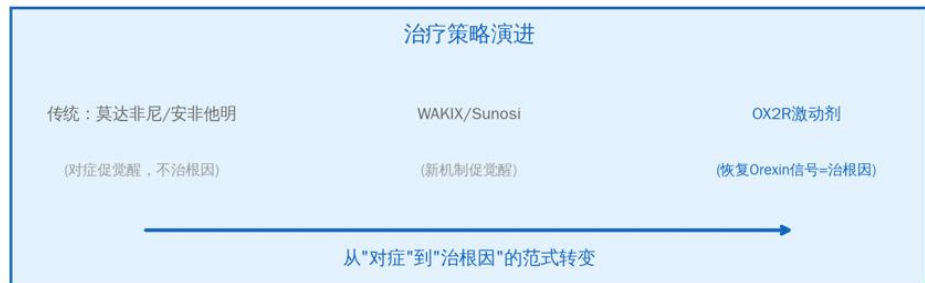 治疗策略演进
传统：莫达非尼/安非他明
WAKIX/Sunosi
OX2R激动剂
(对症促觉醒，不治根因)
(新机制促觉醒)
(恢复Orexin信号=治根因)
从"对症"到"治根因"的范式转变